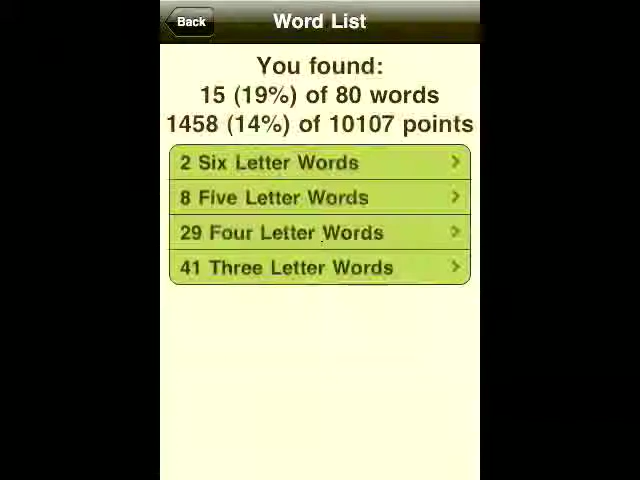 Back
Word List
You found:
15 (19%) of 80 words
1458 (14%) of 10107 points
2 Six Letter Words
8 Five Letter Words
29 Four Letter Words
41 Three Letter Words